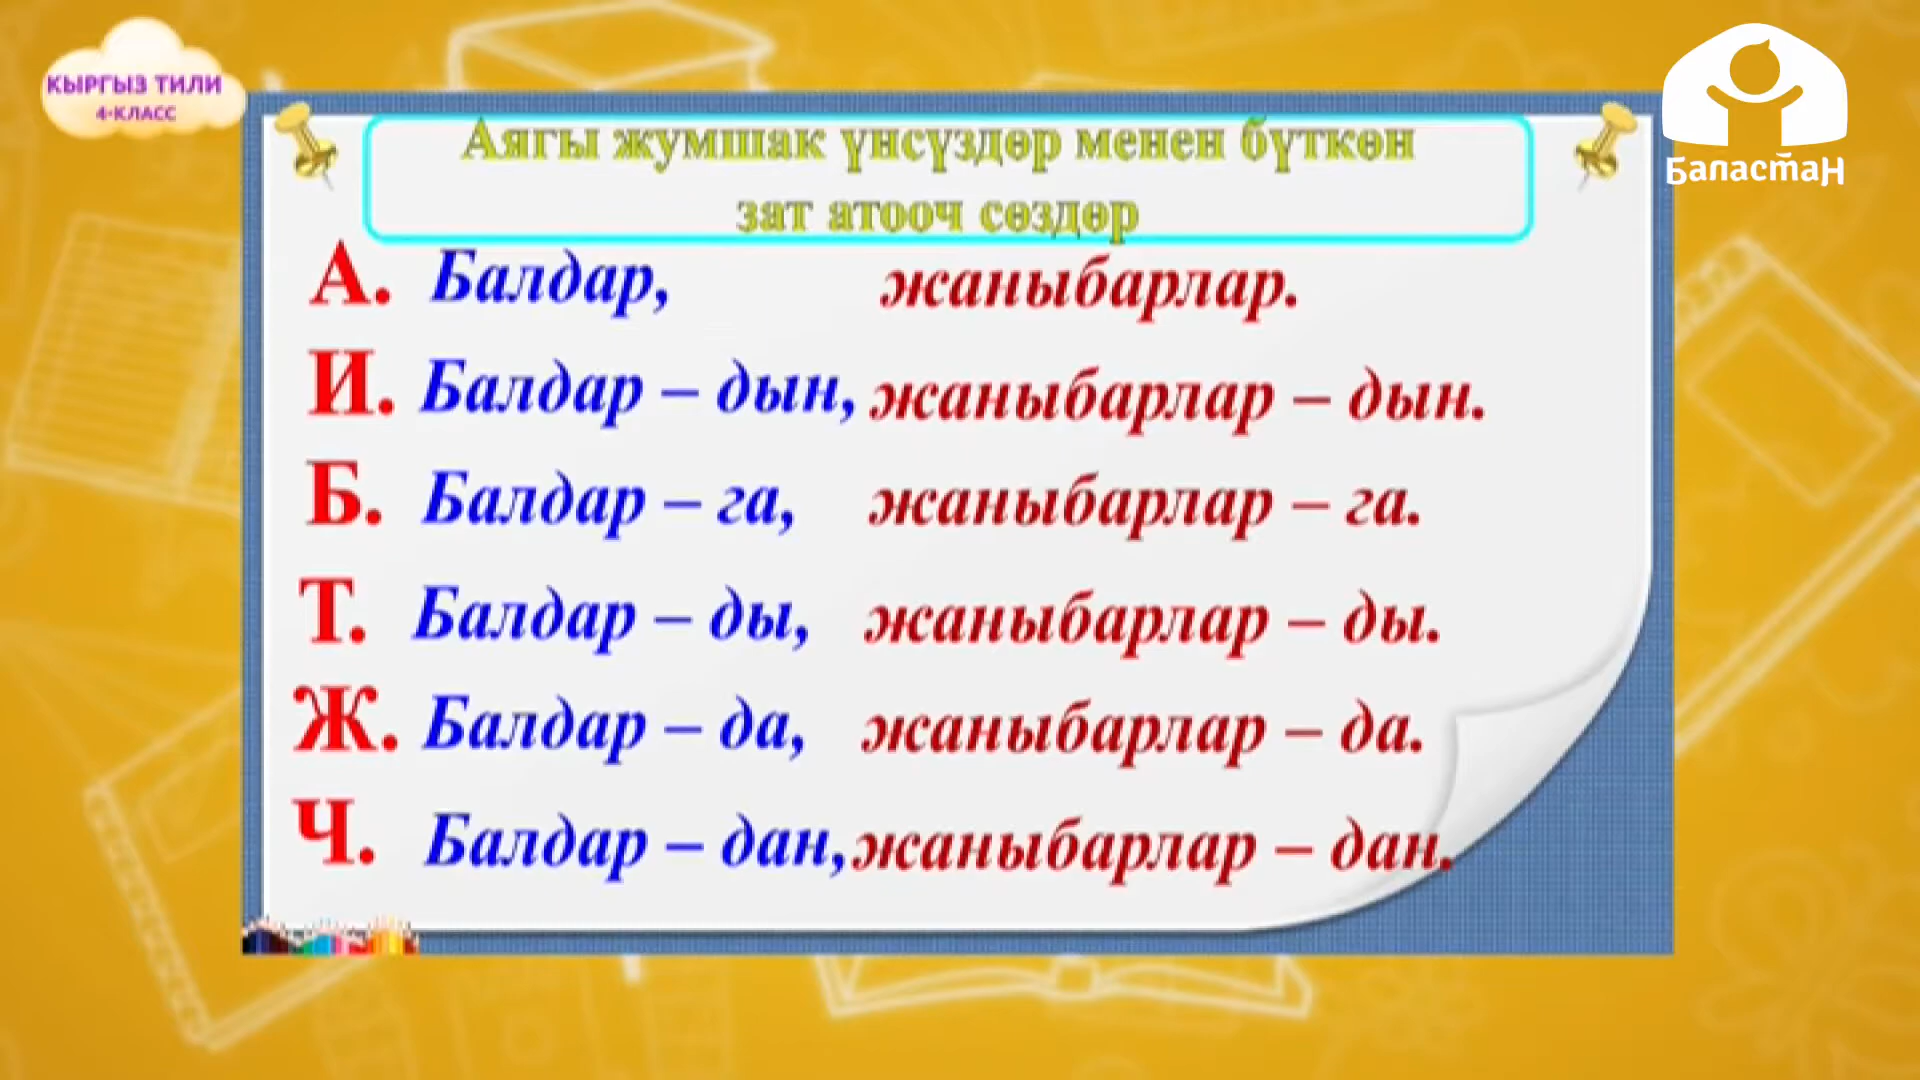 КЫРГЫЗ ТИЛИ
4-КЛАСС
Баластан
Аягы жумшак үнсүздөр менен бүткөн
зат атооч сөздөр
А. Балдар, жаныбарлар.
И. Балдар – дын, жаныбарлар – дын.
Б. Балдар – га, жаныбарлар – га.
Т. Балдар – ды, жаныбарлар – ды.
Ж. Балдар – да, жаныбарлар – да.
Ч. Балдар – дан, жаныбарлар – дан.